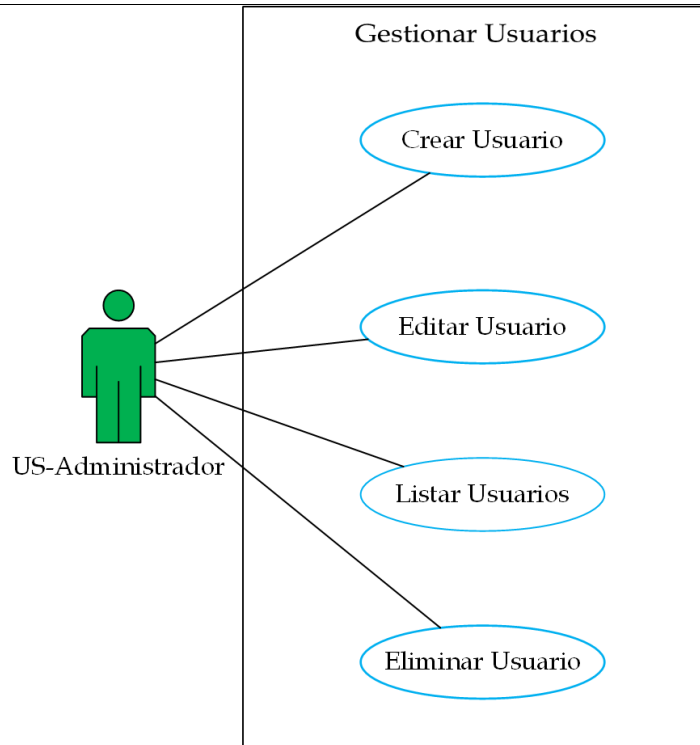 Gestionar Usuarios
Crear Usuario
Editar Usuario
US-Administrador
Listar Usuarios
Eliminar Usuario